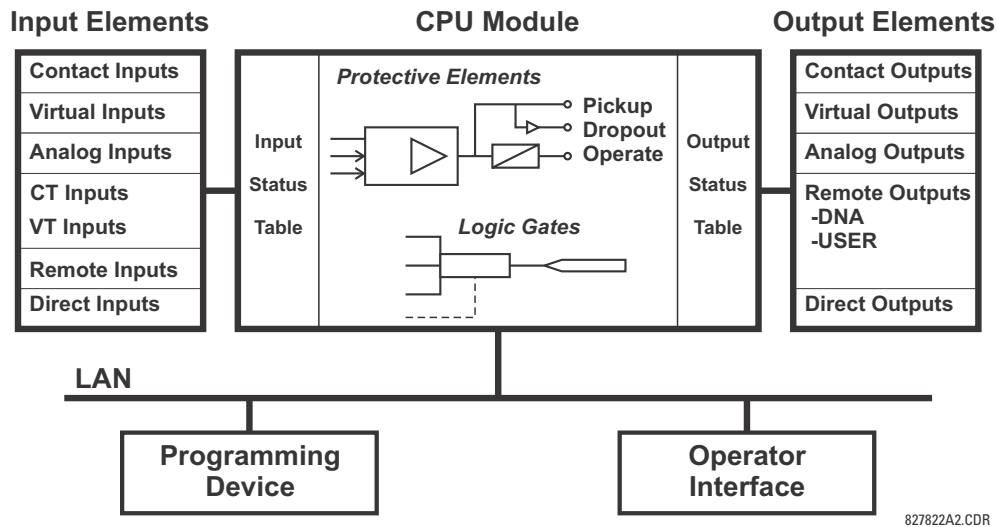 Input Elements
CPU Module
Output Elements
Contact Inputs
Virtual Inputs
Analog Inputs
CT Inputs
VT Inputs
Remote Inputs
Direct Inputs
Input
Status
Table
Protective Elements
Pickup
Dropout
Operate
Logic Gates
Output
Status
Table
Contact Outputs
Virtual Outputs
Analog Outputs
Remote Outputs
-DNA
-USER
Direct Outputs
LAN
Programming
Device
Operator
Interface
827822A2.CDR